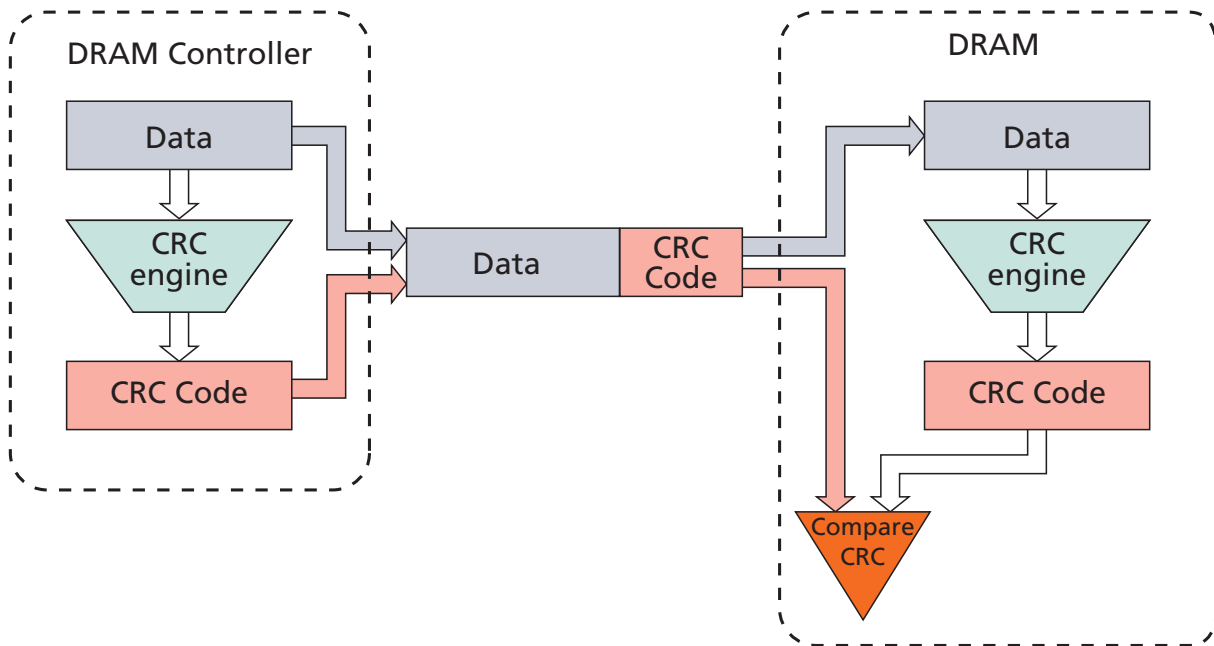 DRAM Controller
Data
CRC
engine
CRC Code
Data
CRC
Code
DRAM
Data
CRC
engine
CRC Code
Compare
CRC